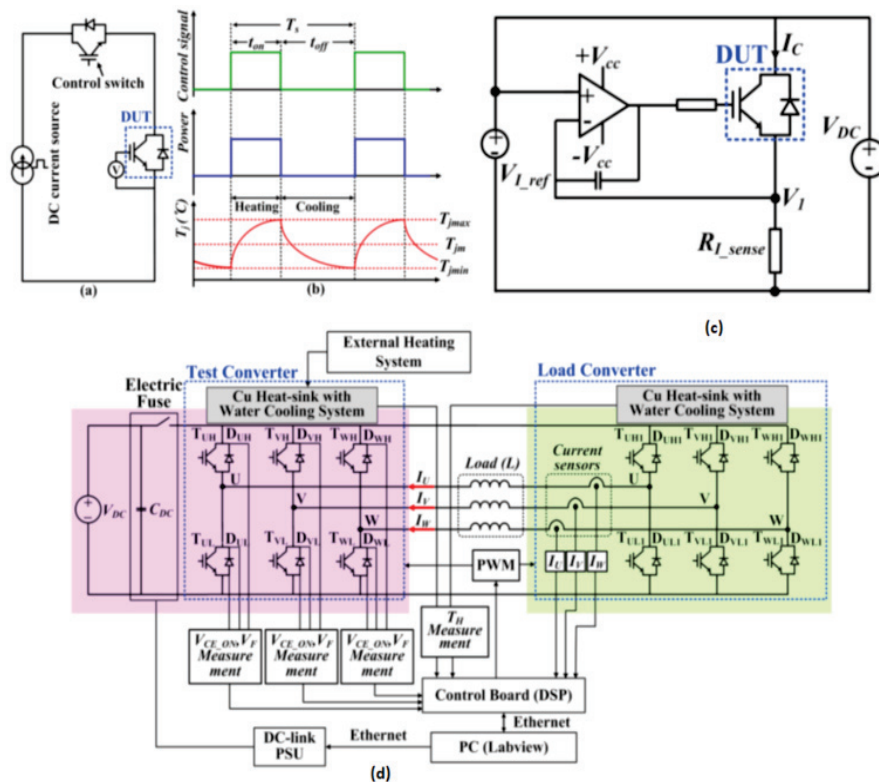 Control switch
DUT
V
DC current source
(a)
Control signal
T_s
t_on
t_off
Power
Heating
Cooling
T_j (℃)
T_jmax
T_jm
T_jmin
(b)
+V_cc
+
-
-V_cc
V_I_ref
DUT
I_C
V_DC
V_I
R_I_sense
(c)
External Heating
System
Test Converter
Load Converter
Electric
Fuse
Cu Heat-sink with
Water Cooling System
Cu Heat-sink with
Water Cooling System
T_UH D_UH T_VH D_VH T_WH D_WH
T_UH1 D_UH1 T_VH1 D_VH1 T_WH1 D_WH1
Load (L)
Current
sensors
U
V
W
I_U
I_V
I_W
U
V
W
V_DC
C_DC
T_UL D_UL T_VL D_VL T_WL D_WL
T_UL1 D_UL1 T_VL1 D_VL1 T_WL1 D_WL1
PWM
I_U I_V I_W
V_CE_ON, V_F
Measure
ment
V_CE_ON, V_F
Measure
ment
V_CE_ON, V_F
Measure
ment
T_H
Measure
ment
Control Board (DSP)
Ethernet
DC-link
PSU
Ethernet
PC (Labview)
(d)